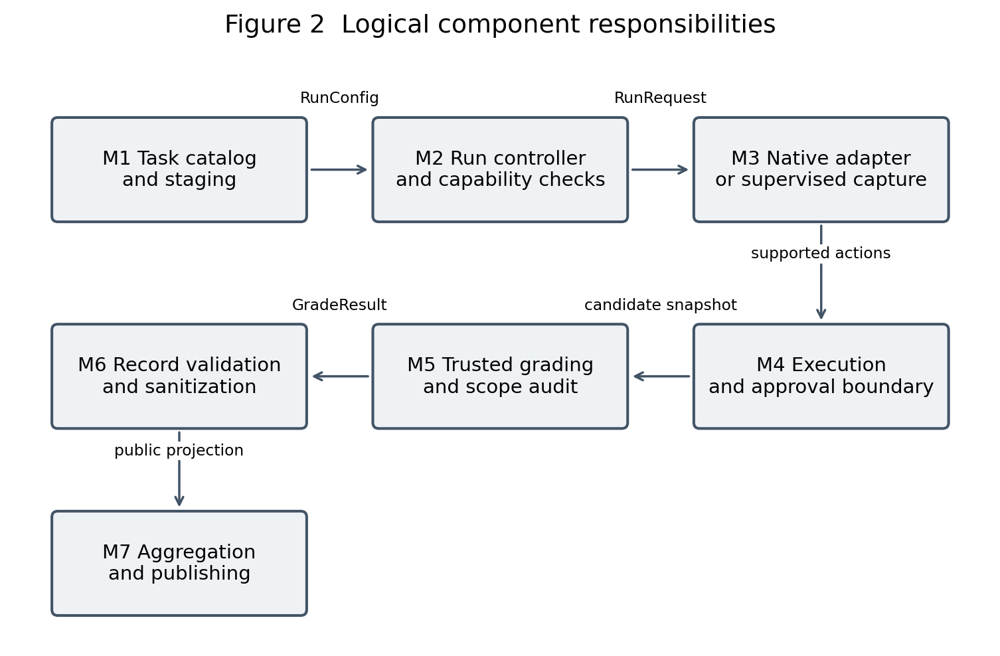 Figure 2  Logical component responsibilities
RunConfig
RunRequest
M1 Task catalog
and staging
M2 Run controller
and capability checks
M3 Native adapter
or supervised capture
supported actions
GradeResult
candidate snapshot
M6 Record validation
and sanitization
M5 Trusted grading
and scope audit
M4 Execution
and approval boundary
public projection
M7 Aggregation
and publishing